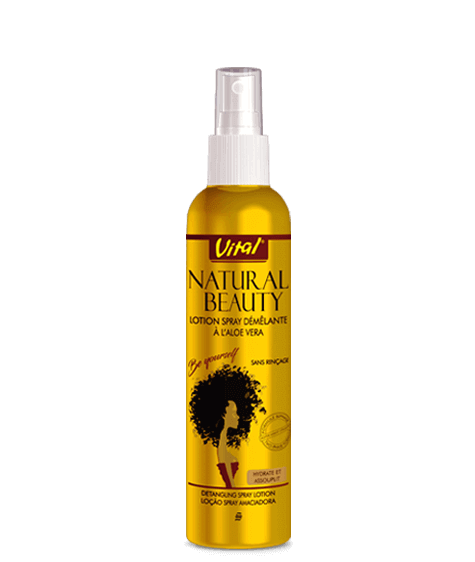 Vital®
NATURAL
BEAUTY
LOTION SPRAY DÉMÊLANTE
À L'ALOE VERA
Be yourself
SANS RINÇAGE
HYDRATE ET
ASSOUPLIT
DETANGLING SPRAY LOTION
LOÇÃO SPRAY AMACIADORA